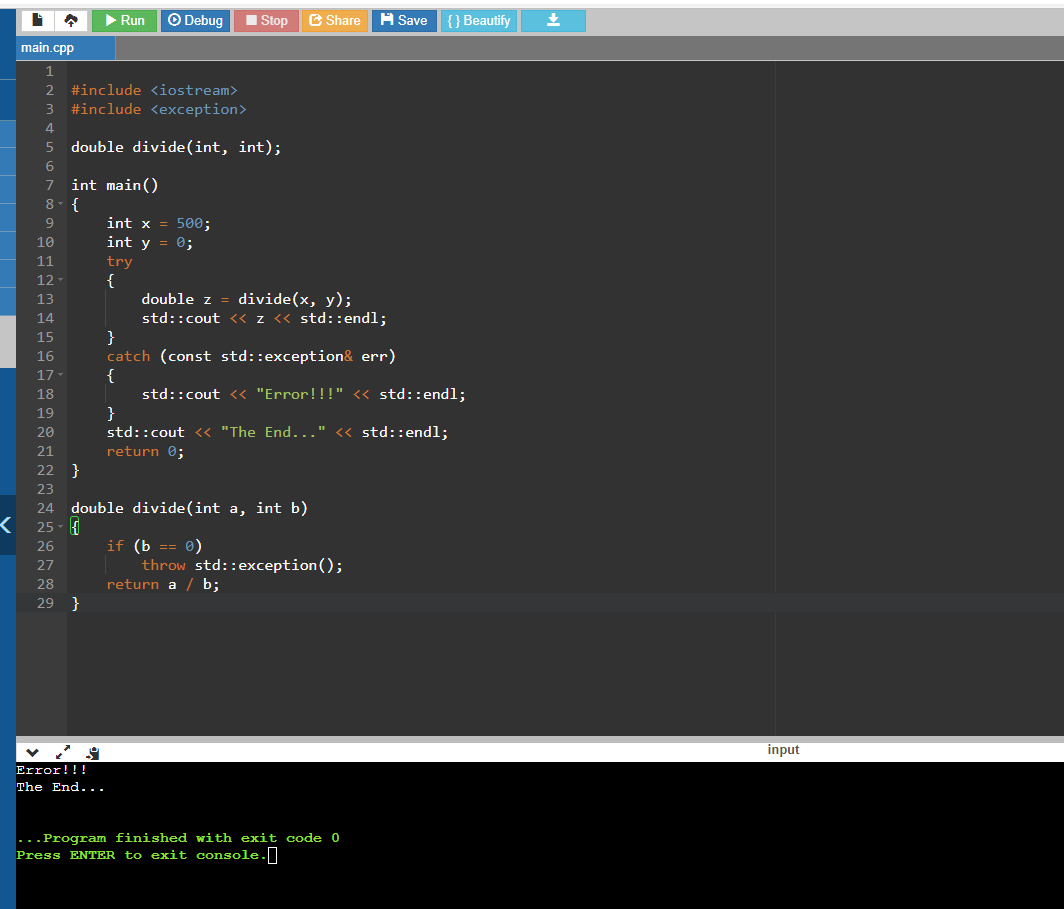 Run Debug Stop Share Save { } Beautify
main.cpp
1
2 #include <iostream>
3 #include <exception>
4
5 double divide(int, int);
6
7 int main()
8 {
9     int x = 500;
10     int y = 0;
11     try
12     {
13         double z = divide(x, y);
14         std::cout << z << std::endl;
15     }
16     catch (const std::exception& err)
17     {
18         std::cout << "Error!!!" << std::endl;
19     }
20     std::cout << "The End..." << std::endl;
21     return 0;
22 }
23
24 double divide(int a, int b)
25 {
26     if (b == 0)
27         throw std::exception();
28     return a / b;
29 }
input
Error!!!
The End...
...Program finished with exit code 0
Press ENTER to exit console.